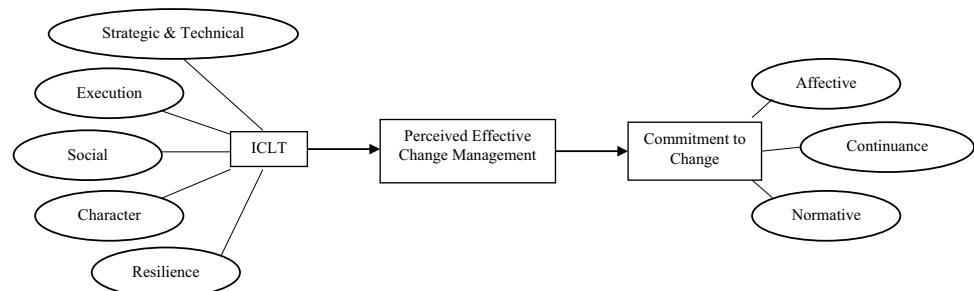 Strategic & Technical
Execution
Social
Character
Resilience
ICLT
Perceived Effective
Change Management
Commitment to
Change
Affective
Continuance
Normative